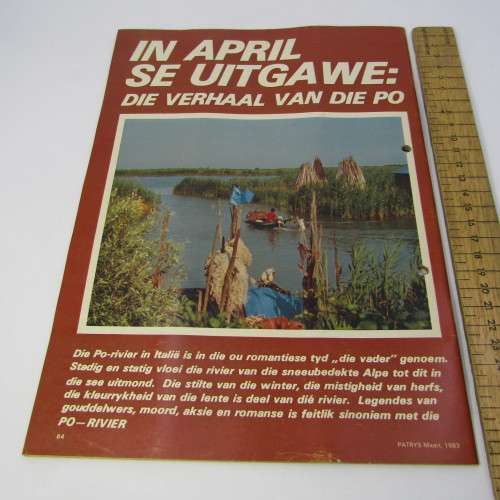 IN APRIL
SE UITGAWE:
DIE VERHAAL VAN DIE PO
Die Po-rivier in Italië is in die ou romantiese tyd „die vader” genoem.
Stadig en statig vloei die rivier van die sneeubedekte Alpe tot dit in
die see uitmond. Die stilte van die winter, die mistigheid van herfs,
die kleurrykheid van die lente is deel van dié rivier. Legendes van
gouddelwers, moord, aksie en romanse is feitlik sinoniem met die
PO—RIVIER
64
PATRYS Maart, 1983